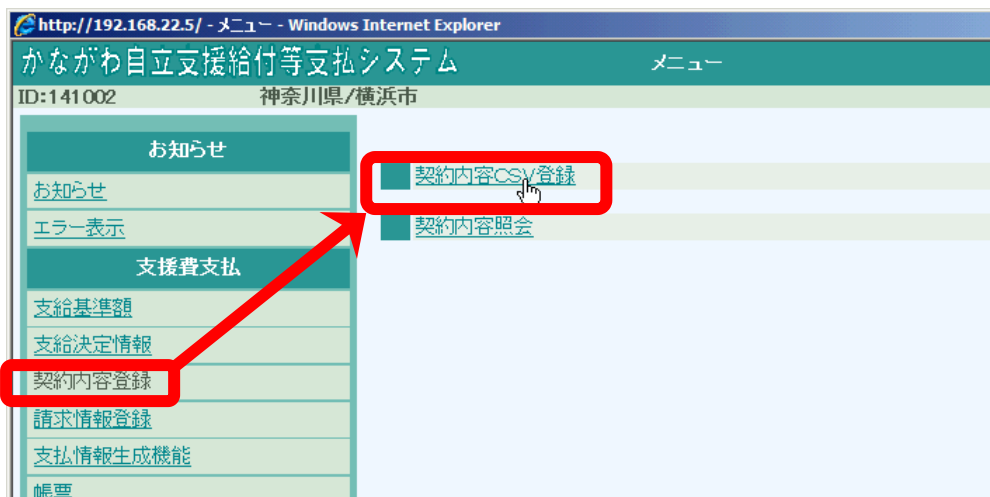 http://192.168.22.5/ - メニュー - Windows Internet Explorer
かながわ自立支援給付等支払システム メニュー
ID:141002 神奈川県/横浜市
お知らせ
お知らせ
エラー表示
支援費支払
支給基準額
支給決定情報
契約内容登録
請求情報登録
支払情報生成機能
帳票
契約内容CSV登録
契約内容照会